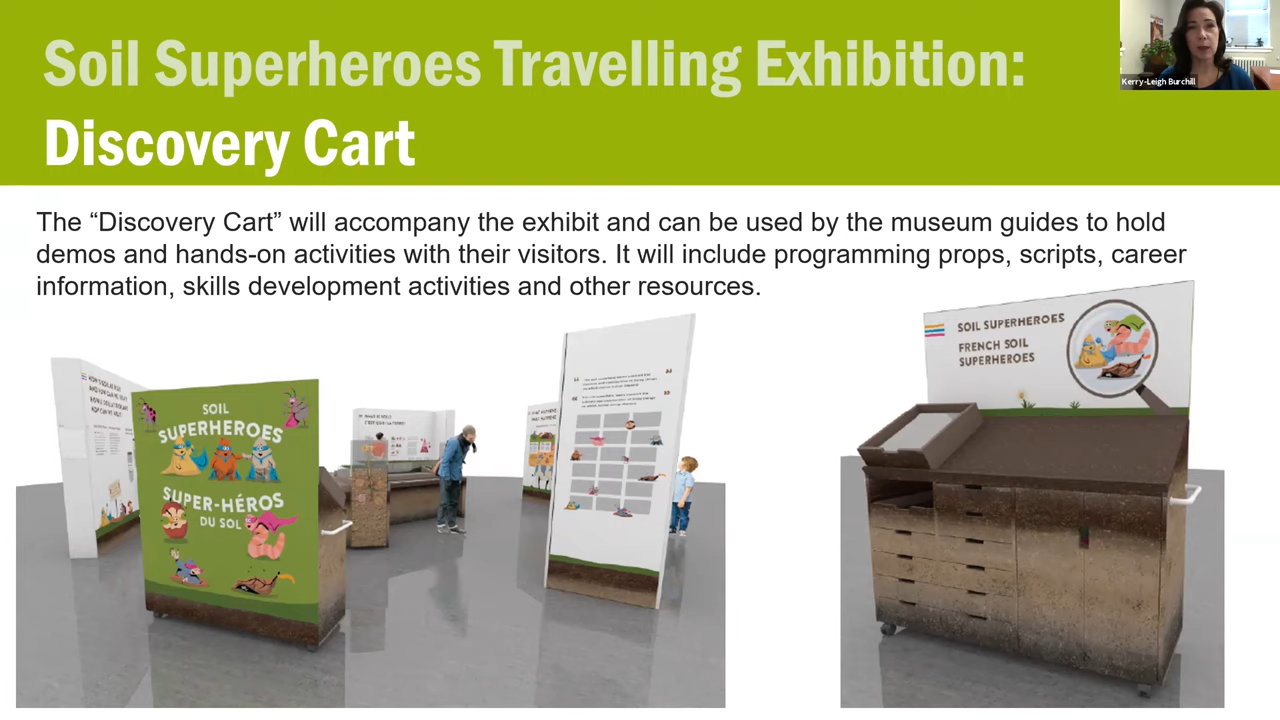 Soil Superheroes Travelling Exhibition:
Discovery Cart
Kerry-Leigh Burchill
The “Discovery Cart” will accompany the exhibit and can be used by the museum guides to hold
demos and hands-on activities with their visitors. It will include programming props, scripts, career
information, skills development activities and other resources.
SOIL
SUPERHEROES
SUPER-HÉROS
DU SOL
SOIL SUPERHEROES
FRENCH SOIL
SUPERHEROES